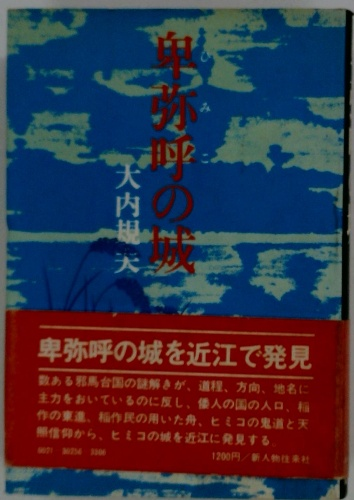 卑弥呼の城
ひみこ
大内規夫
卑弥呼の城を近江で発見
数ある邪馬台国の謎解きが、道程、方向、地名に
主力をおいているのに反し、倭人の国の人口、稲
作の東進、稲作民の用いた舟、ヒミコの鬼道と天
照信仰から、ヒミコの城を近江に発見する。
1200円／新人物往来社